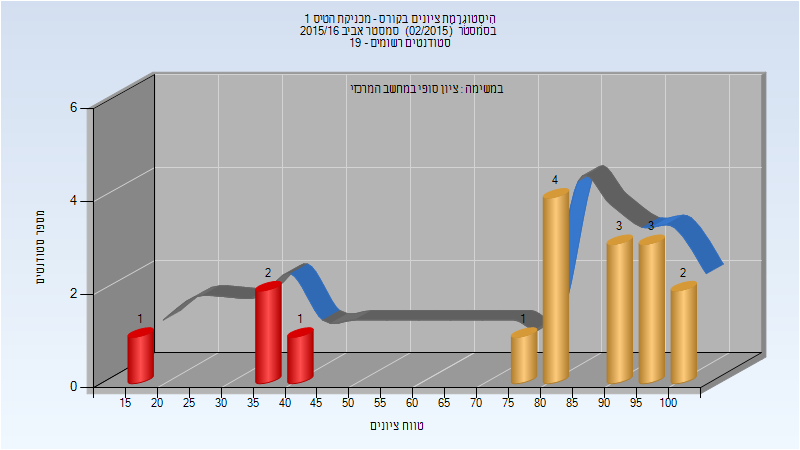 היסטוגרמת ציונים בקורס - מכניקת הטיס 1
בסמסטר (02/2015) סמסטר אביב 2015/16
סטודנטים רשומים - 19
במשימה : ציון סופי במחשב המרכזי
מספר סטודנטים
6
4
2
0
1
2
1
1
4
3
3
2
15 20 25 30 35 40 45 50 55 60 65 70 75 80 85 90 95 100
טווח ציונים